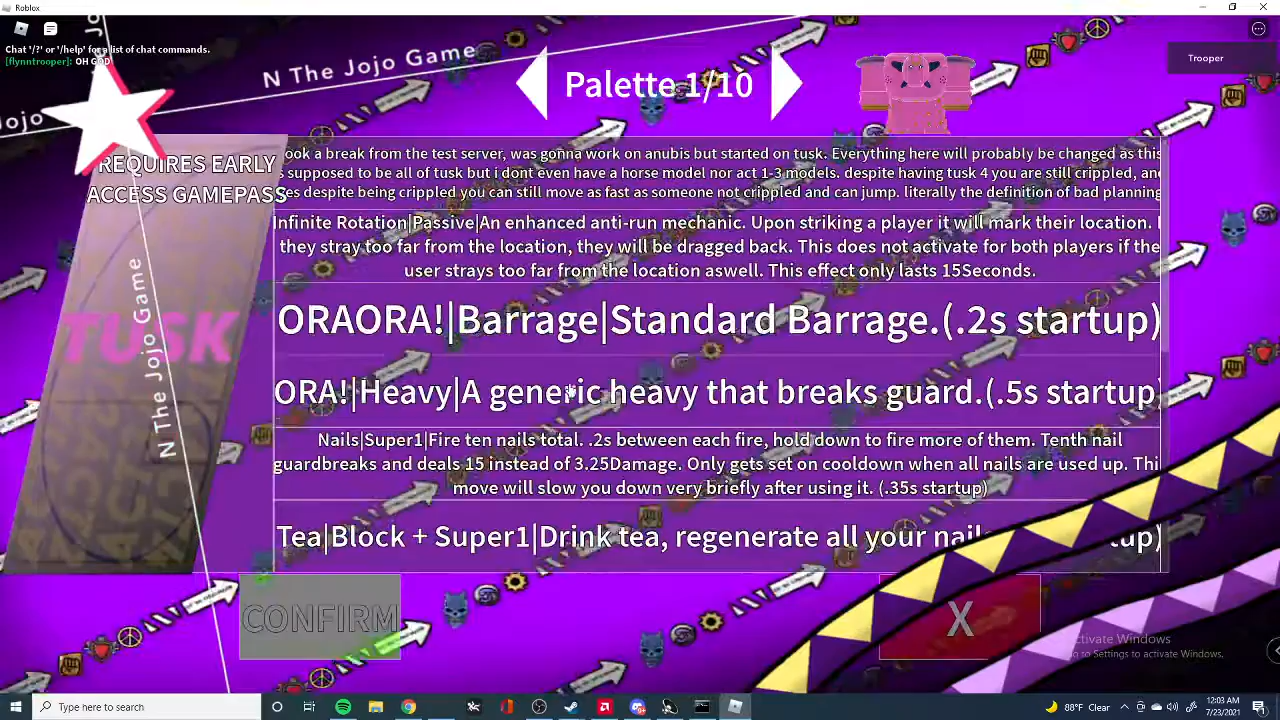 Roblox
Chat '/?' or '/help' for a list of chat commands.
[flynntrooper]: OH GOD
N The Jojo Game
Jojo
Palette 1/10
Trooper
REQUIRES EARLY
ACCESS GAMEPASS
TUSK
N The Jojo Game
ook a break from the test server, was gonna work on anubis but started on tusk. Everything here will probably be changed as this
s supposed to be all of tusk but i dont even have a horse model nor act 1-3 models. despite having tusk 4 you are still crippled, and
es despite being crippled you can still move as fast as someone not crippled and can jump. literally the definition of bad planning
Infinite Rotation|Passive|An enhanced anti-run mechanic. Upon striking a player it will mark their location. I
they stray too far from the location, they will be dragged back. This does not activate for both players if the
user strays too far from the location aswell. This effect only lasts 15Seconds.
ORAORA!|Barrage|Standard Barrage.(.2s startup)
ORA!|Heavy|A generic heavy that breaks guard.(.5s startup)
Nails|Super1|Fire ten nails total. .2s between each fire, hold down to fire more of them. Tenth nail
guardbreaks and deals 15 instead of 3.25Damage. Only gets set on cooldown when all nails are used up. Thi
move will slow you down very briefly after using it. (.35s startup)
Tea|Block + Super1|Drink tea, regenerate all your nail tup)
CONFIRM
X
Activate Windows
Go to Settings to activate Windows.
Type here to search
88°F Clear
12:03 AM
7/23/2021